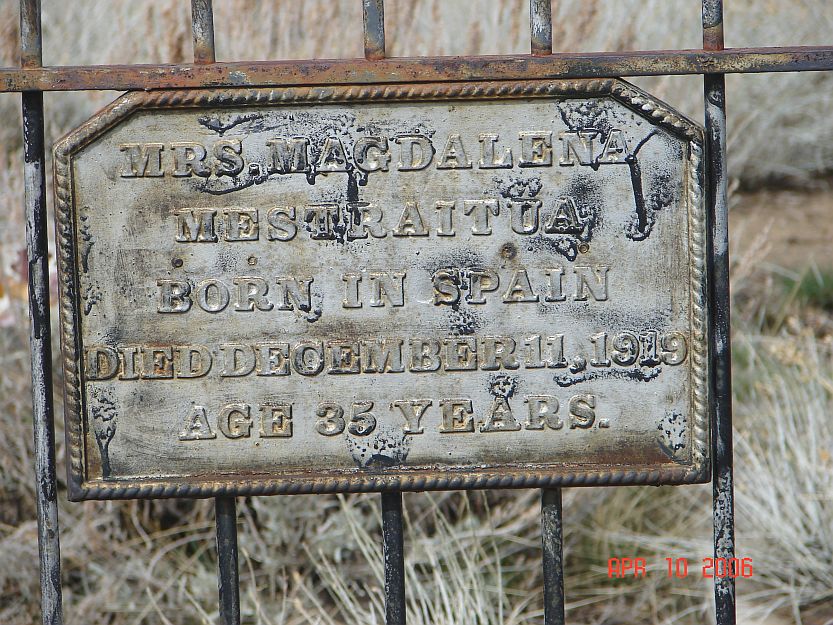 MRS. MAGDALENA
MESTRAITUA
BORN IN SPAIN
DIED DECEMBER 11, 1919
AGE 35 YEARS.
APR 10 2006